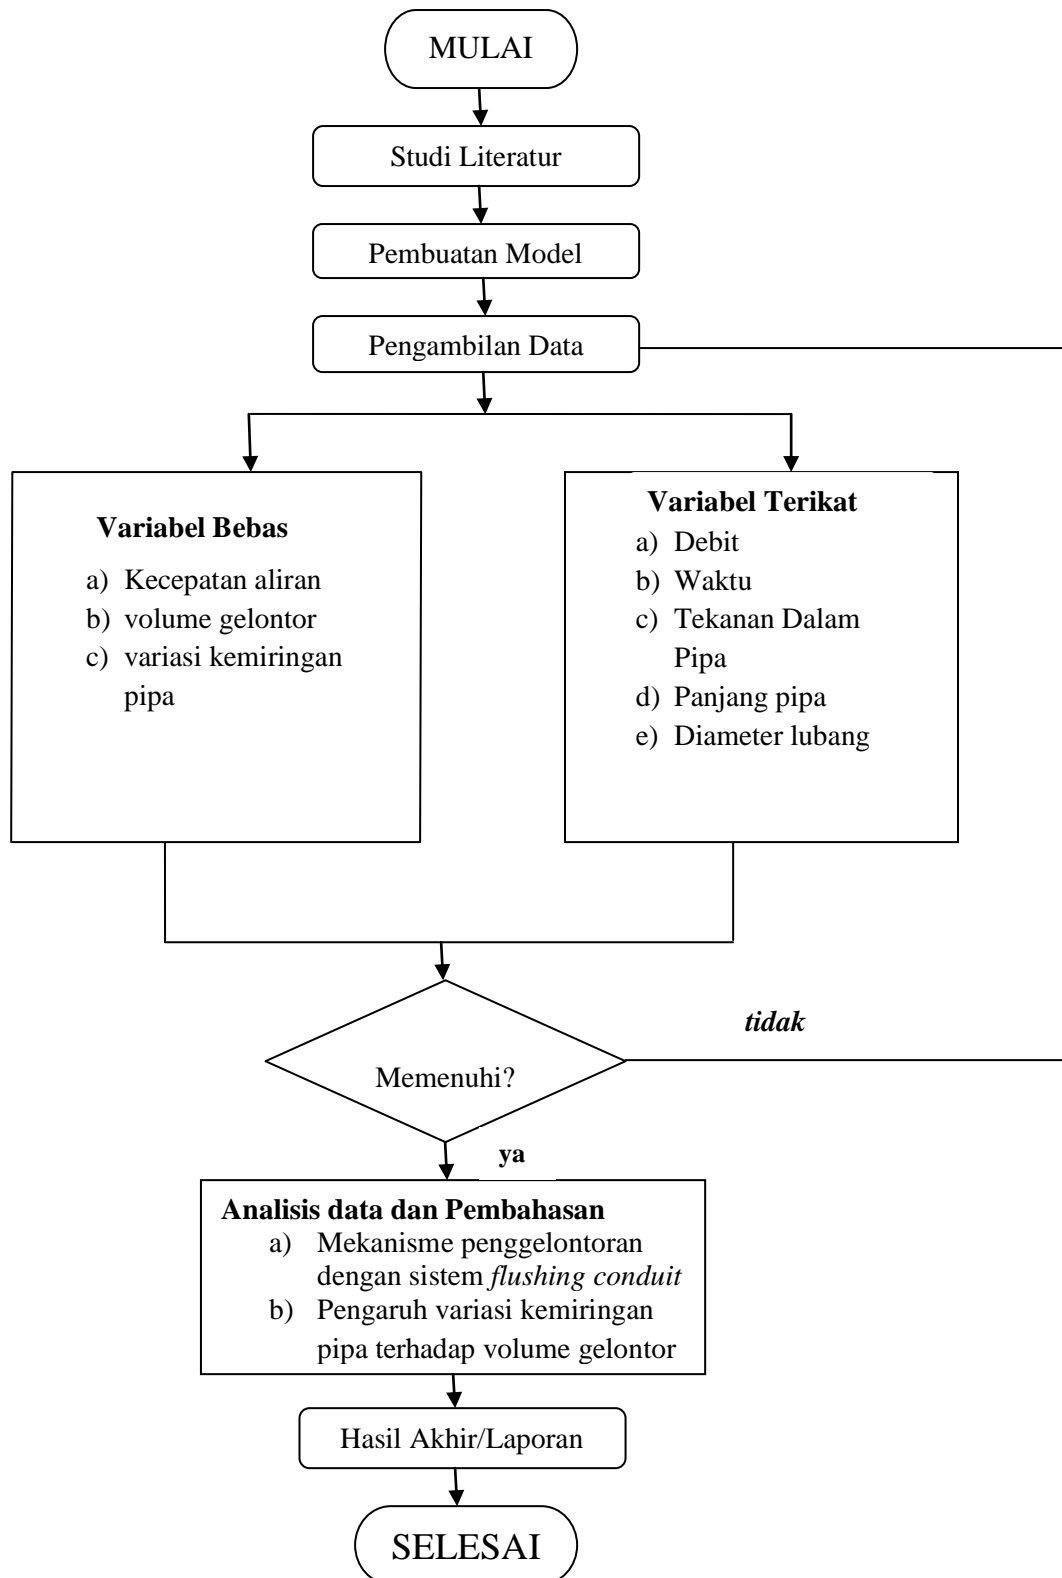 MULAI
Studi Literatur
Pembuatan Model
Pengambilan Data
Variabel Bebas
a) Kecepatan aliran
b) volume gelontor
c) variasi kemiringan
pipa
Variabel Terikat
a) Debit
b) Waktu
c) Tekanan Dalam
Pipa
d) Panjang pipa
e) Diameter lubang
tidak
Memenuhi?
ya
Analisis data dan Pembahasan
a) Mekanisme penggelontoran
dengan sistem flushing conduit
b) Pengaruh variasi kemiringan
pipa terhadap volume gelontor
Hasil Akhir/Laporan
SELESAI